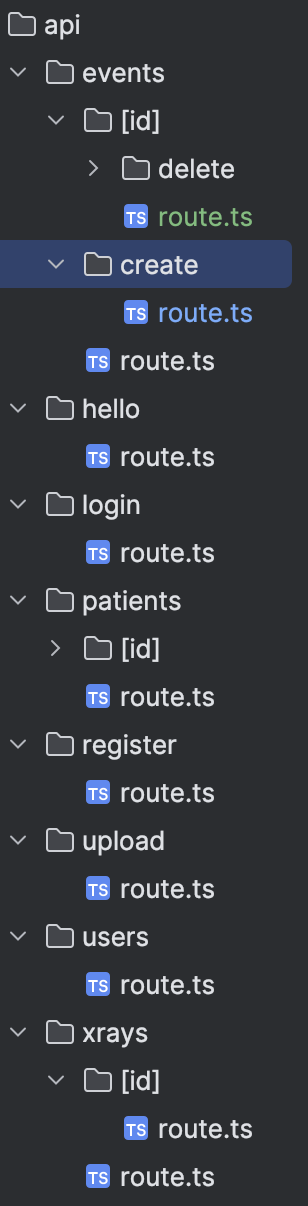 api
events
[id]
delete
TS route.ts
create
TS route.ts
TS route.ts
hello
TS route.ts
login
TS route.ts
patients
[id]
TS route.ts
register
TS route.ts
upload
TS route.ts
users
TS route.ts
xrays
[id]
TS route.ts
TS route.ts